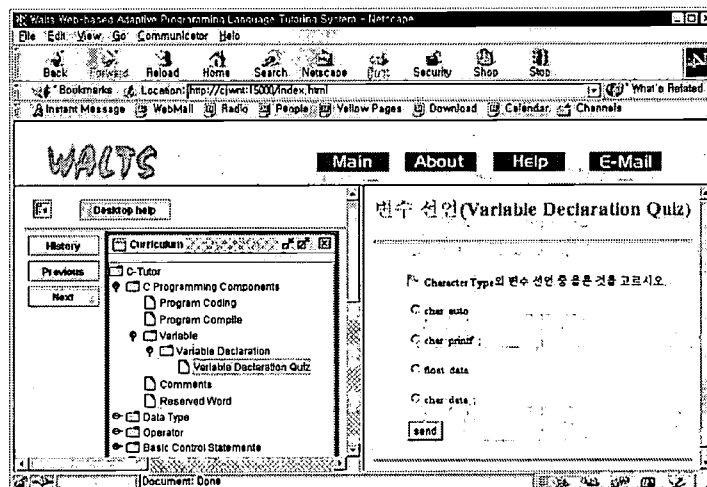 Walts Web-based Adaptive Programming Language Tutoring System - Netscape
File Edit View Go Communicator Help
Back Forward Reload Home Search Netscape Print Security Shop Stop
Bookmarks Location: http://cjwnt:15000/index.html What's Related
Instant Message WebMail Radio People Yellow Pages Download Calendar Channels
WALTS
Main About Help E-Mail
Desktop help
History
Previous
Next
Curriculum
C-Tutor
C Programming Components
Program Coding
Program Compile
Variable
Variable Declaration
Variable Declaration Quiz
Comments
Reserved Word
Data Type
Operator
Basic Control Statements
변수 선언(Variable Declaration Quiz)
Character Type의 변수 선언 중 옳은 것을 고르시오.
char auto
char printf ;
float data
char data ;
send
Document: Done